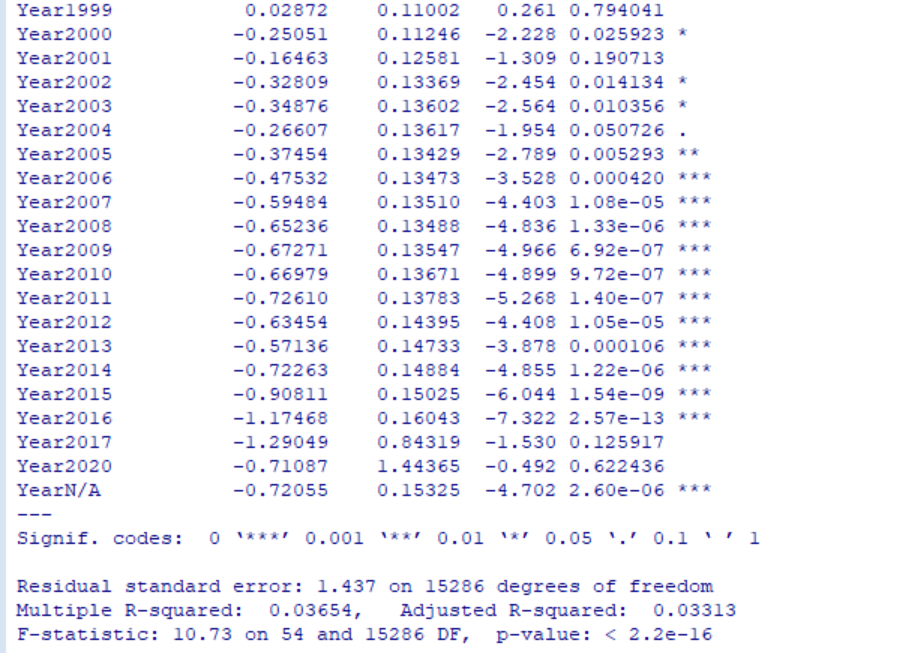 Year1999 0.02872 0.11002 0.261 0.794041
Year2000 -0.25051 0.11246 -2.228 0.025923 *
Year2001 -0.16463 0.12581 -1.309 0.190713
Year2002 -0.32809 0.13369 -2.454 0.014134 *
Year2003 -0.34876 0.13602 -2.564 0.010356 *
Year2004 -0.26607 0.13617 -1.954 0.050726 .
Year2005 -0.37454 0.13429 -2.789 0.005293 **
Year2006 -0.47532 0.13473 -3.528 0.000420 ***
Year2007 -0.59484 0.13510 -4.403 1.08e-05 ***
Year2008 -0.65236 0.13488 -4.836 1.33e-06 ***
Year2009 -0.67271 0.13547 -4.966 6.92e-07 ***
Year2010 -0.66979 0.13671 -4.899 9.72e-07 ***
Year2011 -0.72610 0.13783 -5.268 1.40e-07 ***
Year2012 -0.63454 0.14395 -4.408 1.05e-05 ***
Year2013 -0.57136 0.14733 -3.878 0.000106 ***
Year2014 -0.72263 0.14884 -4.855 1.22e-06 ***
Year2015 -0.90811 0.15025 -6.044 1.54e-09 ***
Year2016 -1.17468 0.16043 -7.322 2.57e-13 ***
Year2017 -1.29049 0.84319 -1.530 0.125917
Year2020 -0.71087 1.44365 -0.492 0.622436
YearN/A -0.72055 0.15325 -4.702 2.60e-06 ***
---
Signif. codes: 0 ‘***’ 0.001 ‘**’ 0.01 ‘*’ 0.05 ‘.’ 0.1 ‘ ’ 1
Residual standard error: 1.437 on 15286 degrees of freedom
Multiple R-squared: 0.03654, Adjusted R-squared: 0.03313
F-statistic: 10.73 on 54 and 15286 DF, p-value: < 2.2e-16